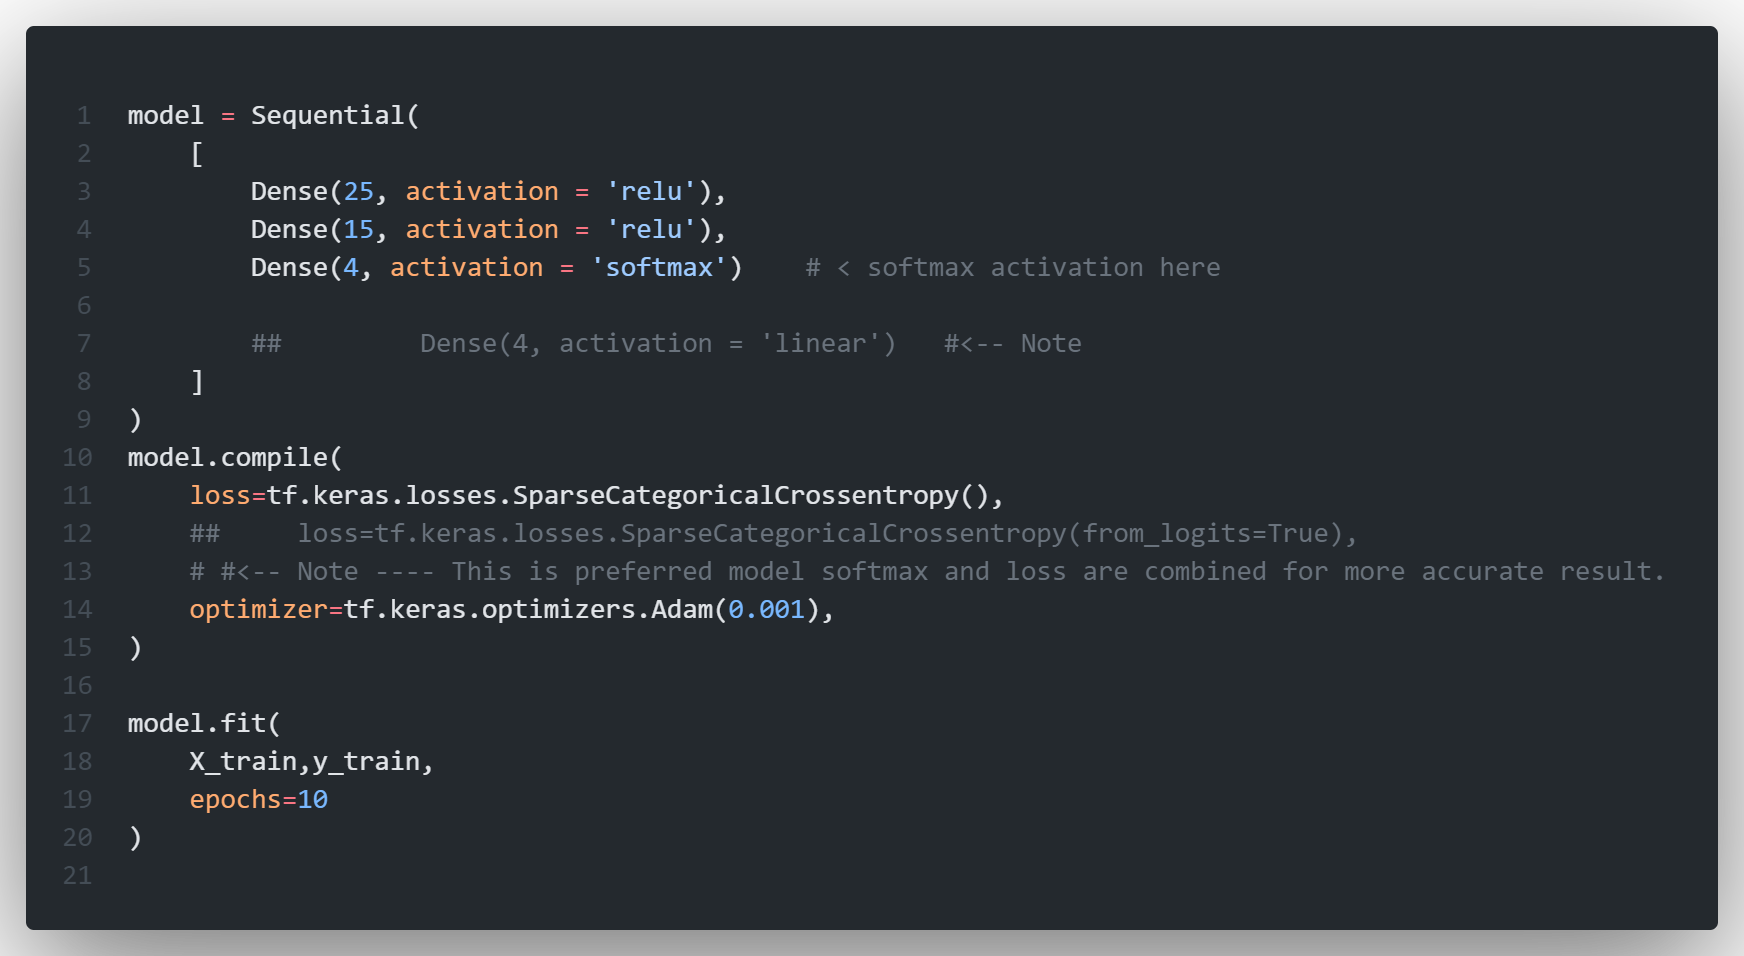 1 model = Sequential(
2     [
3         Dense(25, activation = 'relu'),
4         Dense(15, activation = 'relu'),
5         Dense(4, activation = 'softmax')    # < softmax activation here
6
7         ##         Dense(4, activation = 'linear')   #<-- Note
8     ]
9 )
10 model.compile(
11     loss=tf.keras.losses.SparseCategoricalCrossentropy(),
12     ##     loss=tf.keras.losses.SparseCategoricalCrossentropy(from_logits=True),
13     # #<-- Note ---- This is preferred model softmax and loss are combined for more accurate result.
14     optimizer=tf.keras.optimizers.Adam(0.001),
15 )
16
17 model.fit(
18     X_train,y_train,
19     epochs=10
20 )
21